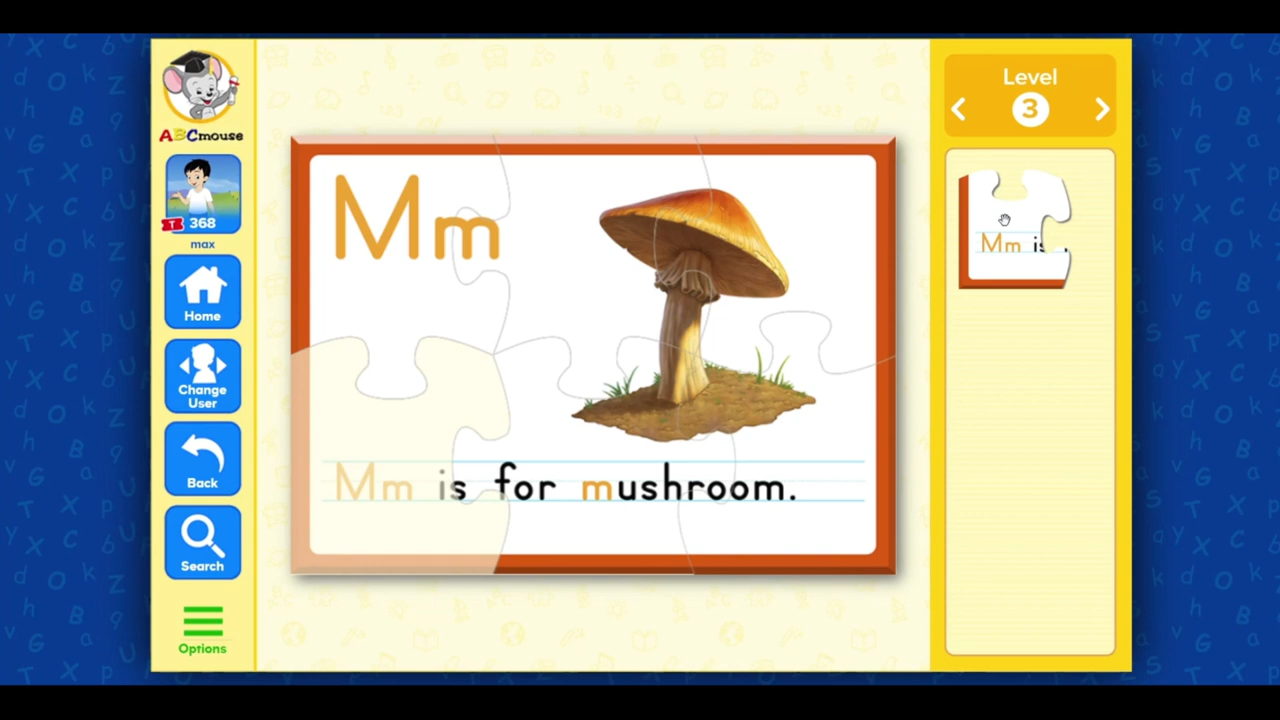 ABCmouse
368
max
Home
Change
User
Back
Search
Options
Mm
Mm is for mushroom.
Level
3
Mm is